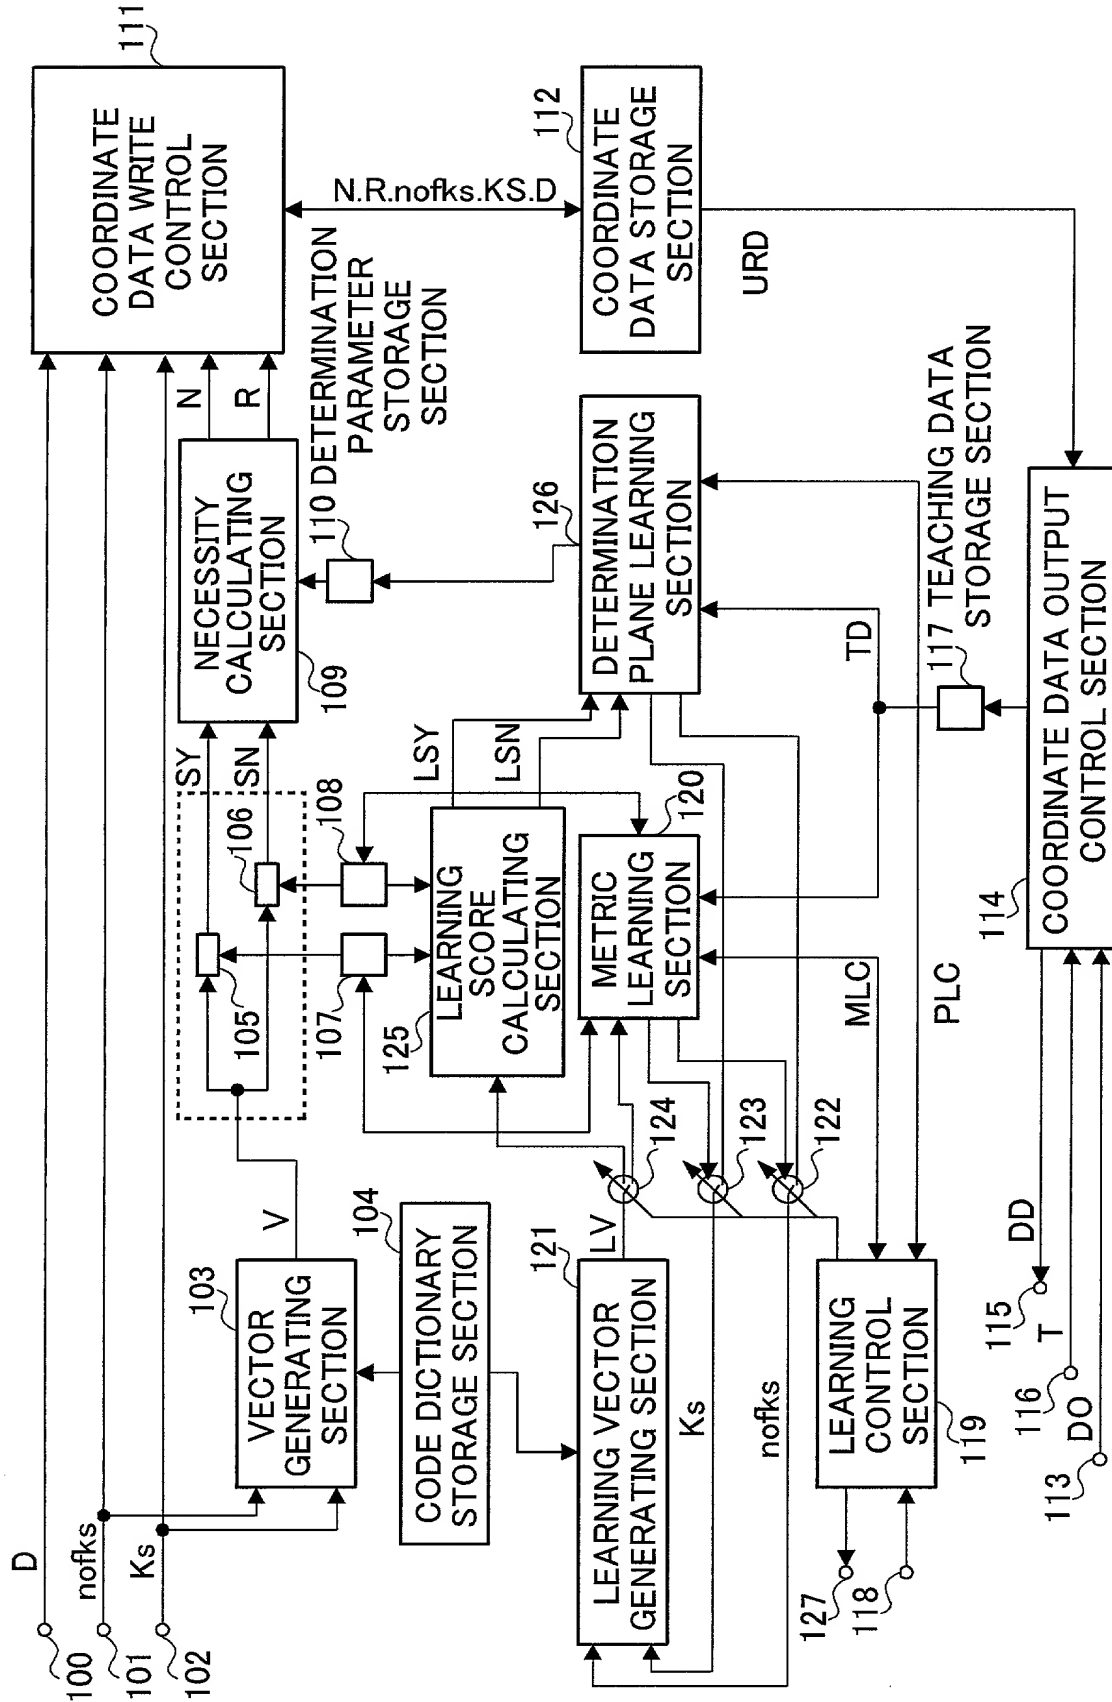 100
D
101
nofks
102
Ks
103
VECTOR
GENERATING
SECTION
V
104
CODE DICTIONARY
STORAGE SECTION
105
106
SY
SN
107
108
109
NECESSITY
CALCULATING
SECTION
N
R
111
COORDINATE
DATA WRITE
CONTROL
SECTION
110 DETERMINATION
PARAMETER
STORAGE
SECTION
N.R.nofks.KS.D
112
COORDINATE
DATA STORAGE
SECTION
URD
125
LEARNING
SCORE
CALCULATING
SECTION
LSY
LSN
126
DETERMINATION
PLANE LEARNING
SECTION
121
LEARNING VECTOR
GENERATING SECTION
LV
124
123
122
Ks
nofks
120
METRIC
LEARNING
SECTION
TD
MLC
PLC
117 TEACHING DATA
STORAGE SECTION
119
LEARNING
CONTROL
SECTION
127
118
114
COORDINATE DATA OUTPUT
CONTROL SECTION
115
DD
116
T
113
DO